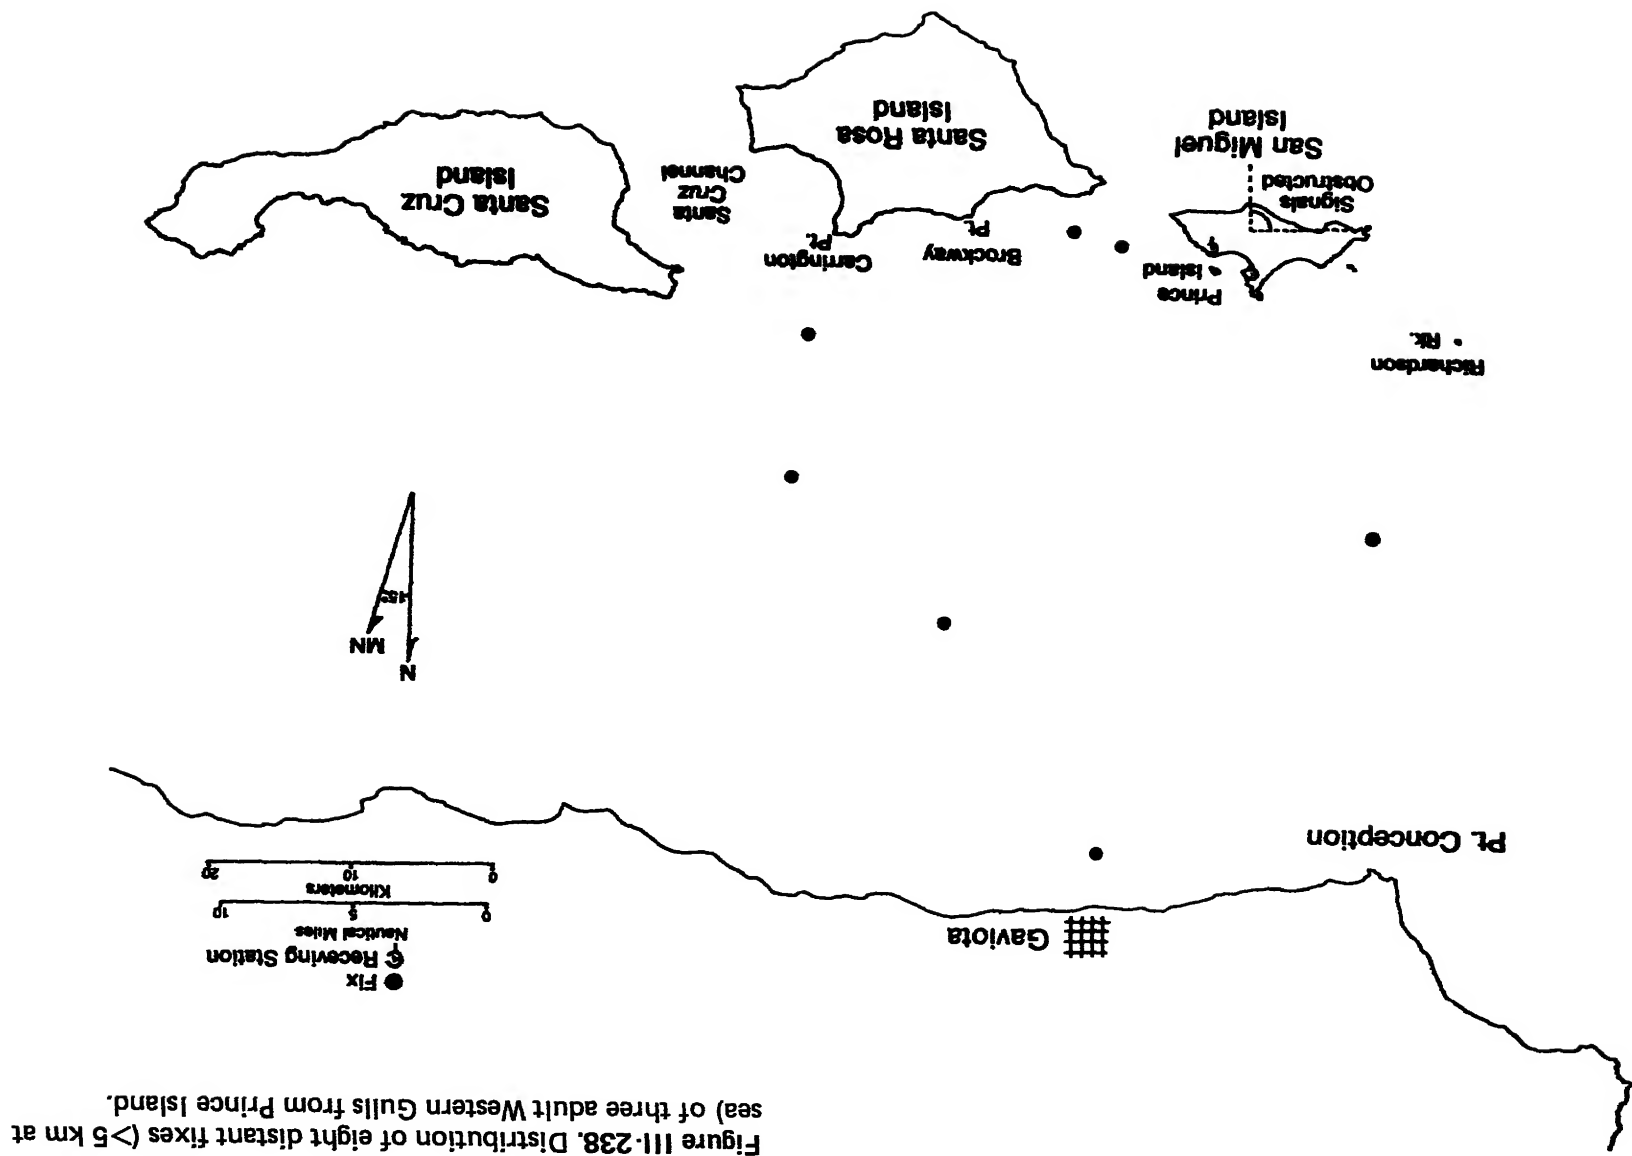 Figure III-238. Distribution of eight distant fixes (>5 km at
sea) of three adult Western Gulls from Prince Island.
Fix
Receving Station
Nautical Miles
0 5 10
Kilometers
0 10 20
Gaviota
Pt. Conception
N
MN
15°
Richardson
Rk.
Prince
Island
Signals
Obstructed
San Miguel
Island
Brockway
Pt.
Carrington
Pt.
Santa Rosa
Island
Santa
Cruz
Channel
Santa Cruz
Island